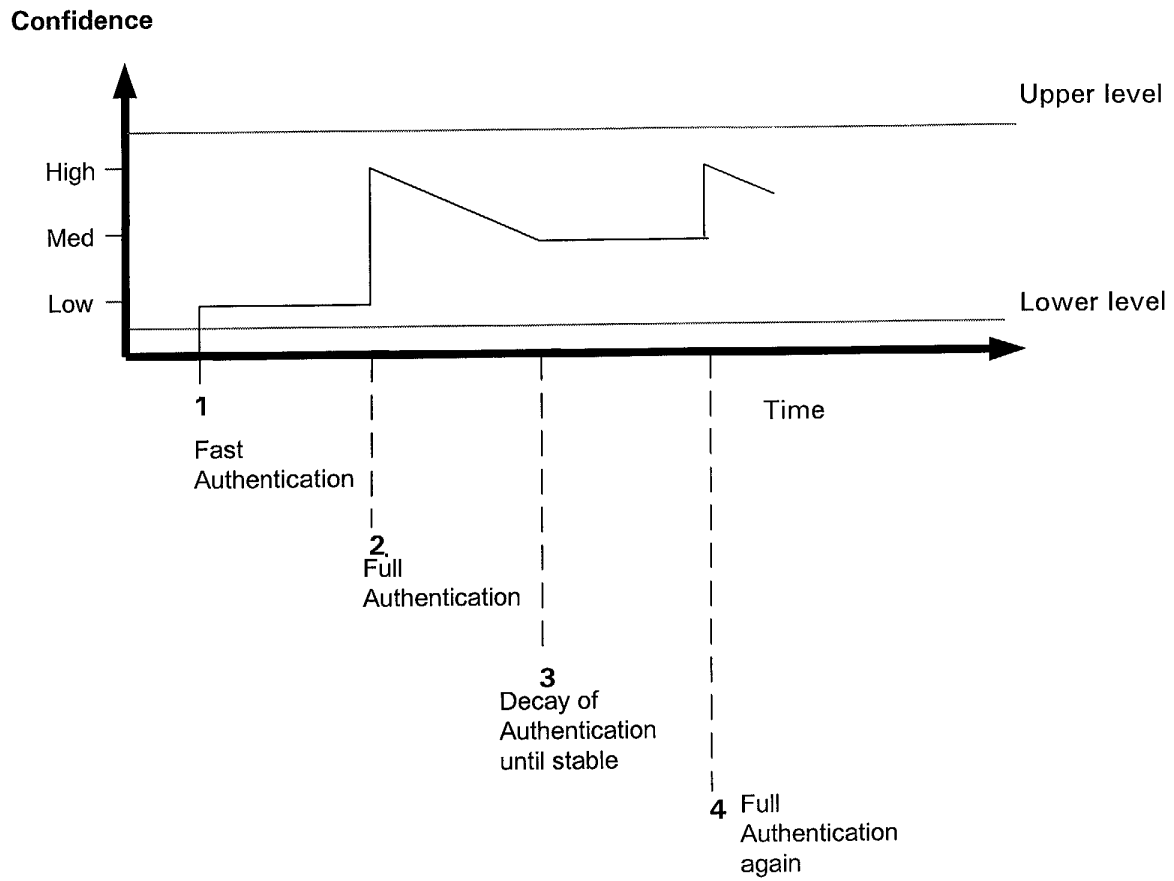 Confidence
Upper level
High
Med
Low
Lower level
1
Time
Fast
Authentication
2.
Full
Authentication
3
Decay of
Authentication
until stable
4 Full
Authentication
again